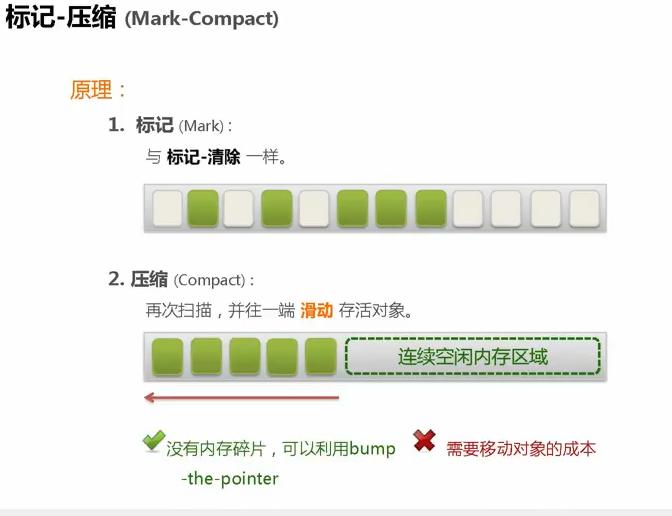 标记-压缩 (Mark-Compact)
原理：
1. 标记 (Mark)：
与 标记-清除 一样。
2. 压缩 (Compact)：
再次扫描，并往一端 滑动 存活对象。
连续空闲内存区域
没有内存碎片，可以利用bump
-the-pointer
需要移动对象的成本